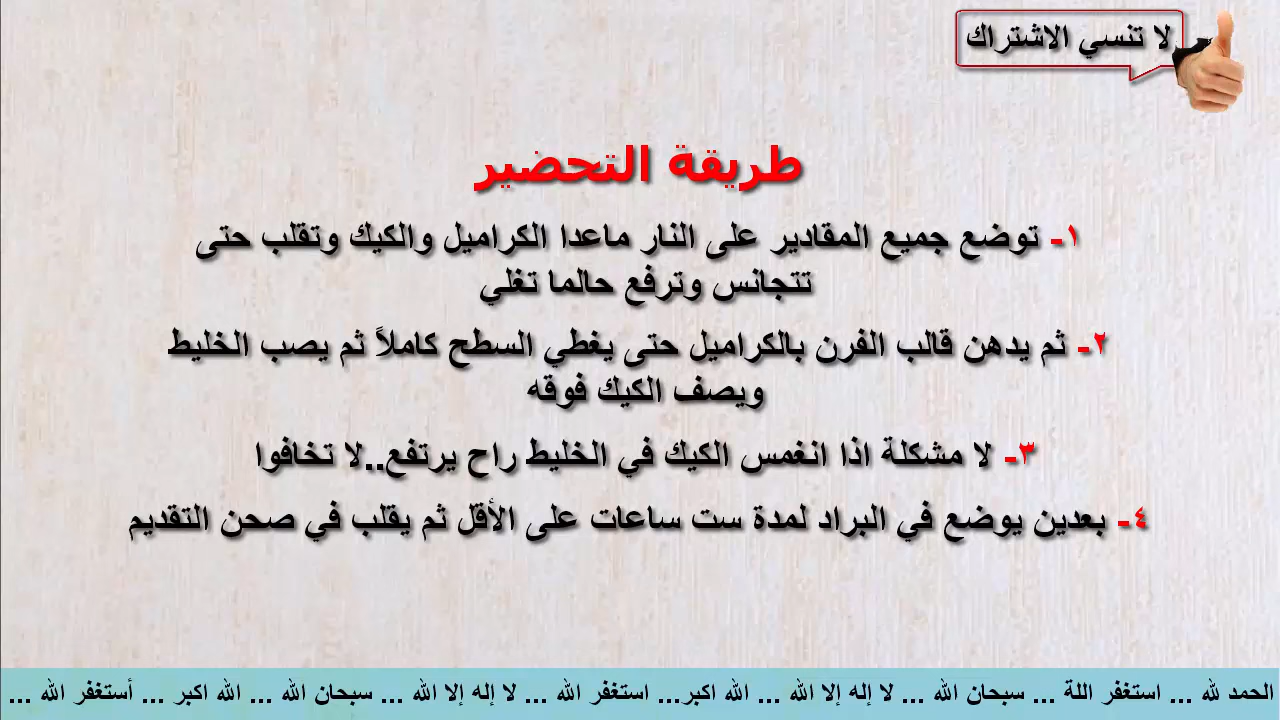 لا تنسي الاشتراك
طريقة التحضير
١- توضع جميع المقادير على النار ماعدا الكراميل والكيك وتقلب حتى
تتجانس وترفع حالما تغلي
٢- ثم يدهن قالب الفرن بالكراميل حتى يغطي السطح كاملاً ثم يصب الخليط
ويصف الكيك فوقه
٣- لا مشكلة اذا انغمس الكيك في الخليط راح يرتفع..لا تخافوا
٤- بعدين يوضع في البراد لمدة ست ساعات على الأقل ثم يقلب في صحن التقديم
الحمد لله ... استغفر اللة ... سبحان الله ... لا إله إلا الله ... الله اكبر... استغفر الله ... لا إله إلا الله ... سبحان الله ... الله اكبر ... أستغفر الله ...